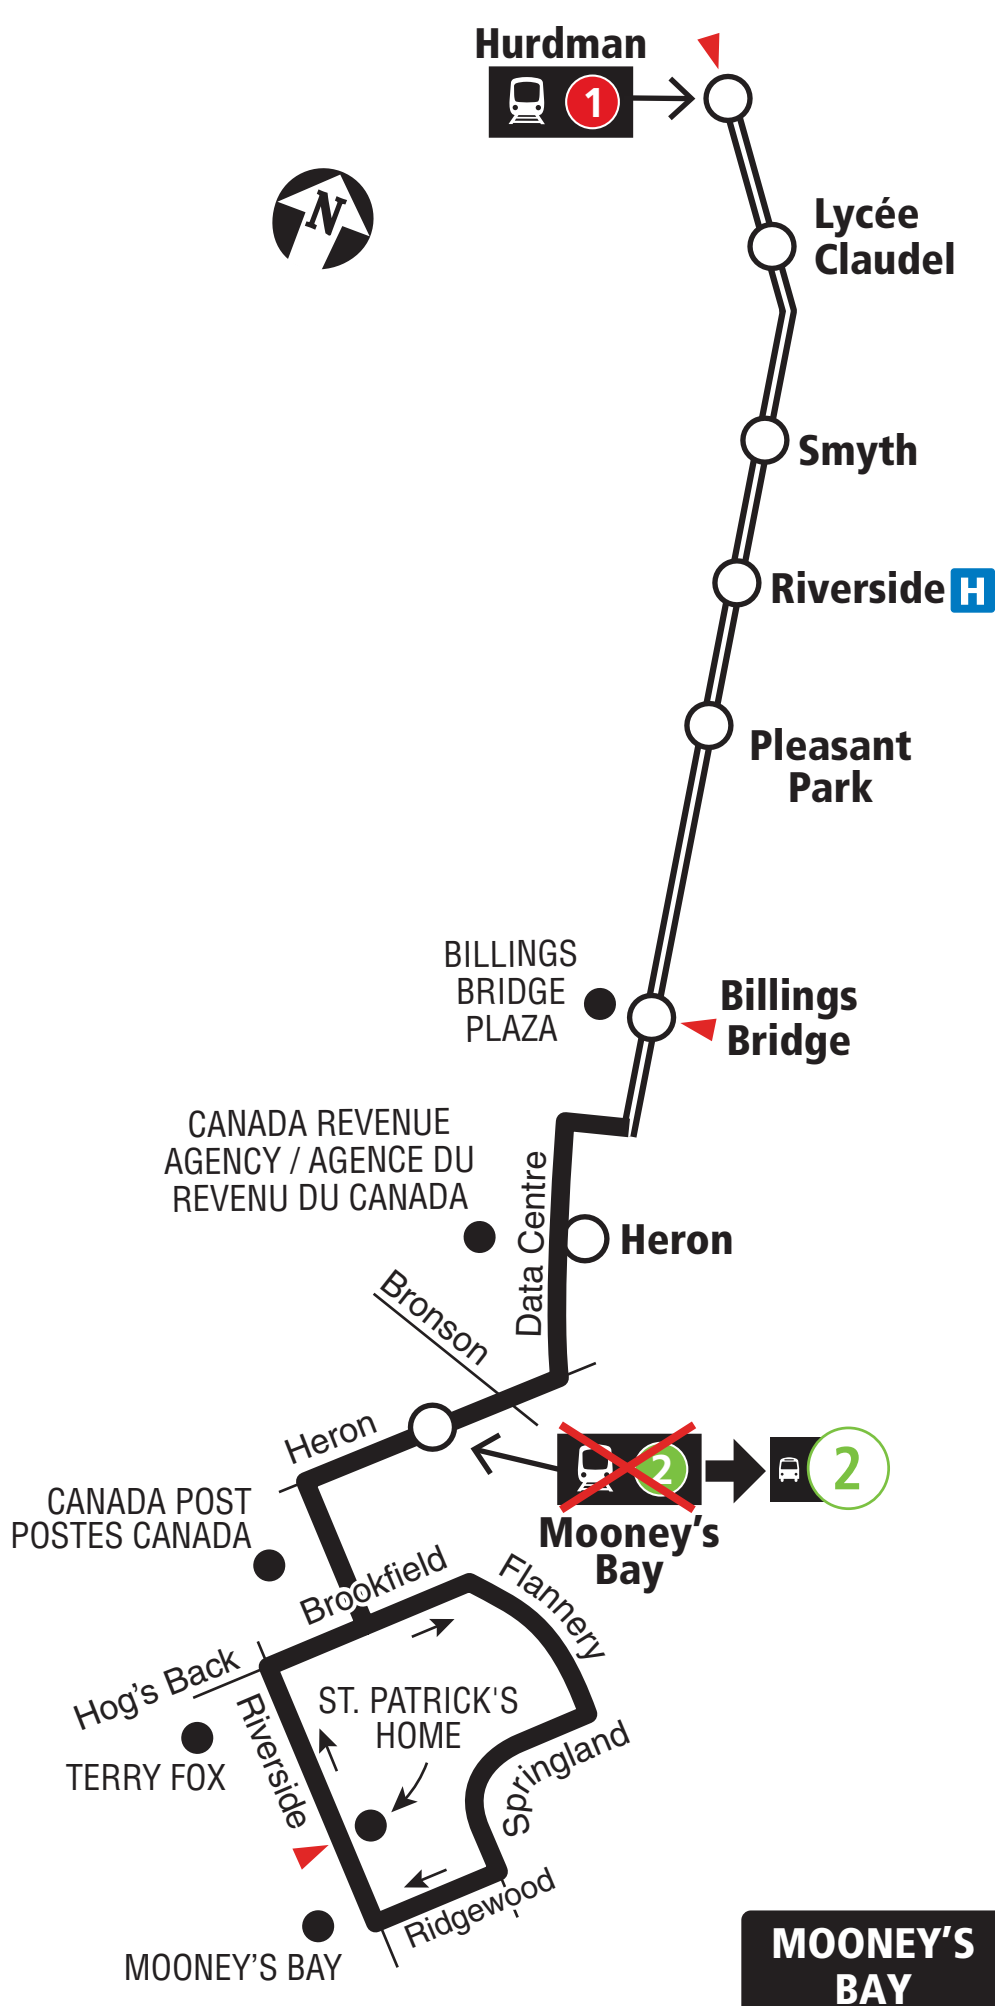 Hurdman
1
N
Lycée
Claudel
Smyth
Riverside H
Pleasant
Park
BILLINGS
BRIDGE
PLAZA
Billings
Bridge
CANADA REVENUE
AGENCY / AGENCE DU
REVENU DU CANADA
Data Centre
Heron
Bronson
Heron
2
2
Mooney's
Bay
CANADA POST
POSTES CANADA
Brookfield
Flannery
Hog's Back
Riverside
ST. PATRICK'S
HOME
TERRY FOX
Springland
Ridgewood
MOONEY'S BAY
MOONEY'S
BAY